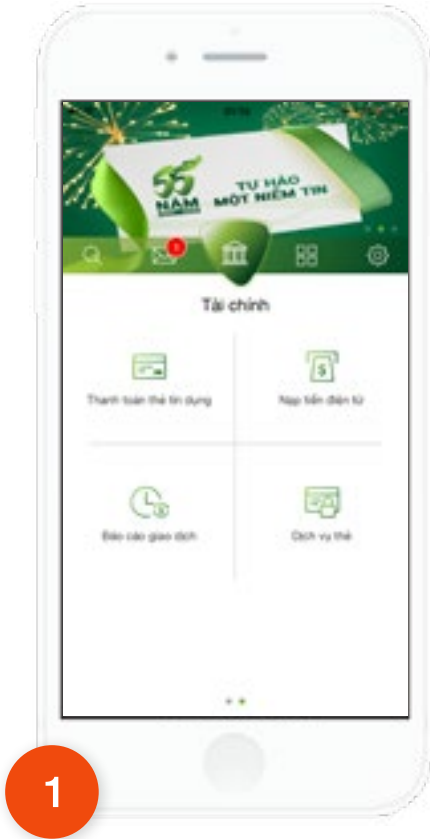 55
NĂM
TỰ HÀO
MỘT NIỀM TIN
Tài chính
Thanh toán thẻ tín dụng
Nạp tiền điện tử
Báo cáo giao dịch
Dịch vụ thẻ
1